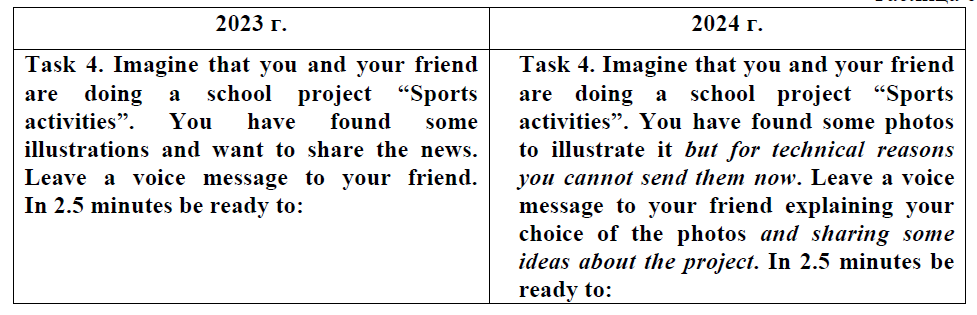 2023 г.
2024 г.
Task 4. Imagine that you and your friend
are doing a school project “Sports
activities”. You have found some
illustrations and want to share the news.
Leave a voice message to your friend.
In 2.5 minutes be ready to:
Task 4. Imagine that you and your friend
are doing a school project “Sports
activities”. You have found some photos
to illustrate it but for technical reasons
you cannot send them now. Leave a voice
message to your friend explaining your
choice of the photos and sharing some
ideas about the project. In 2.5 minutes be
ready to: